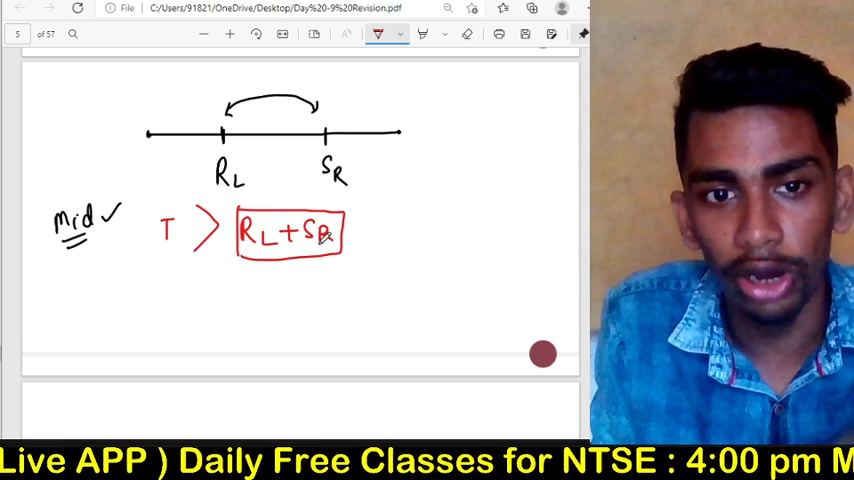 File C:/Users/91821/OneDrive/Desktop/Day%20-9%20Revision.pdf
5 of 57
RL SR
Mid ✓ T > RL+SR
Live APP ) Daily Free Classes for NTSE : 4:00 pm M